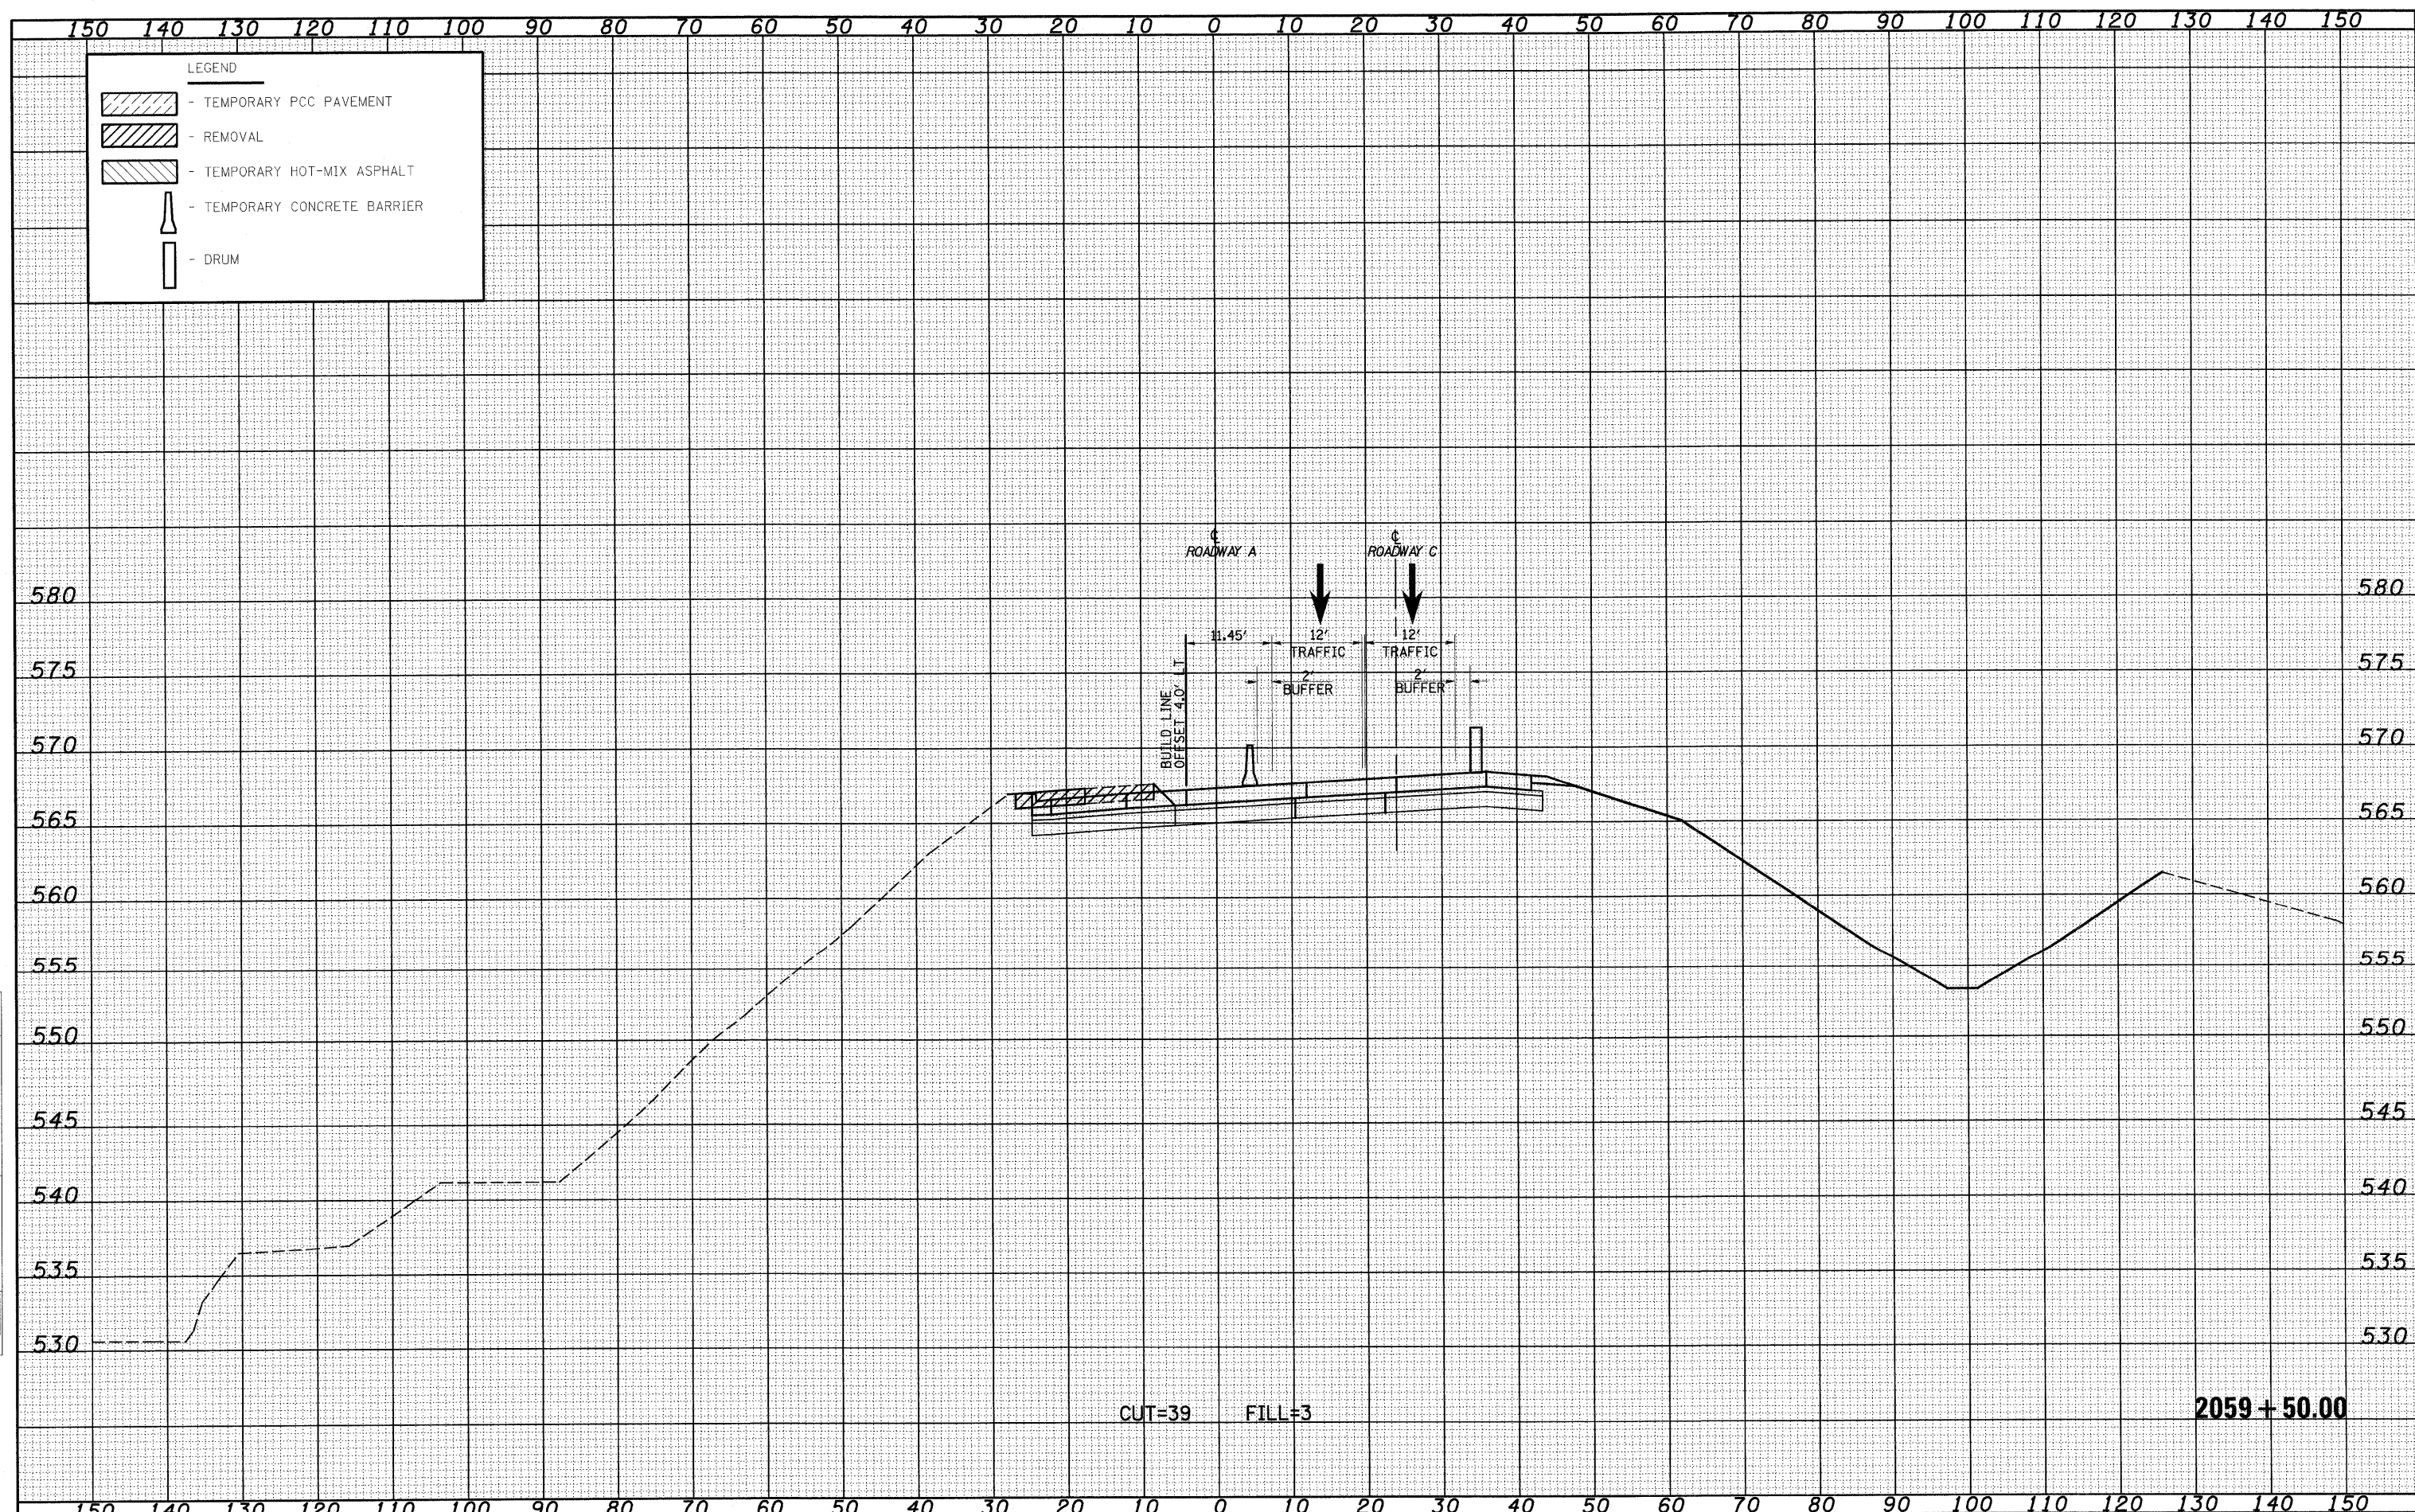 150 140 130 120 110 100 90 80 70 60 50 40 30 20 10 0 10 20 30 40 50 60 70 80 90 100 110 120 130 140 150
LEGEND
- TEMPORARY PCC PAVEMENT
- REMOVAL
- TEMPORARY HOT-MIX ASPHALT
- TEMPORARY CONCRETE BARRIER
- DRUM
℄ ℄
ROADWAY A ROADWAY C
580 580
11.45' 12' 12'
TRAFFIC TRAFFIC
575 575
2' 2'
BUFFER BUFFER
BUILD LINE
OFFSET 4.0' LT
570 570
565 565
560 560
555 555
550 550
545 545
540 540
535 535
530 530
CUT=39 FILL=3
2059+50.00
150 140 130 120 110 100 90 80 70 60 50 40 30 20 10 0 10 20 30 40 50 60 70 80 90 100 110 120 130 140 150